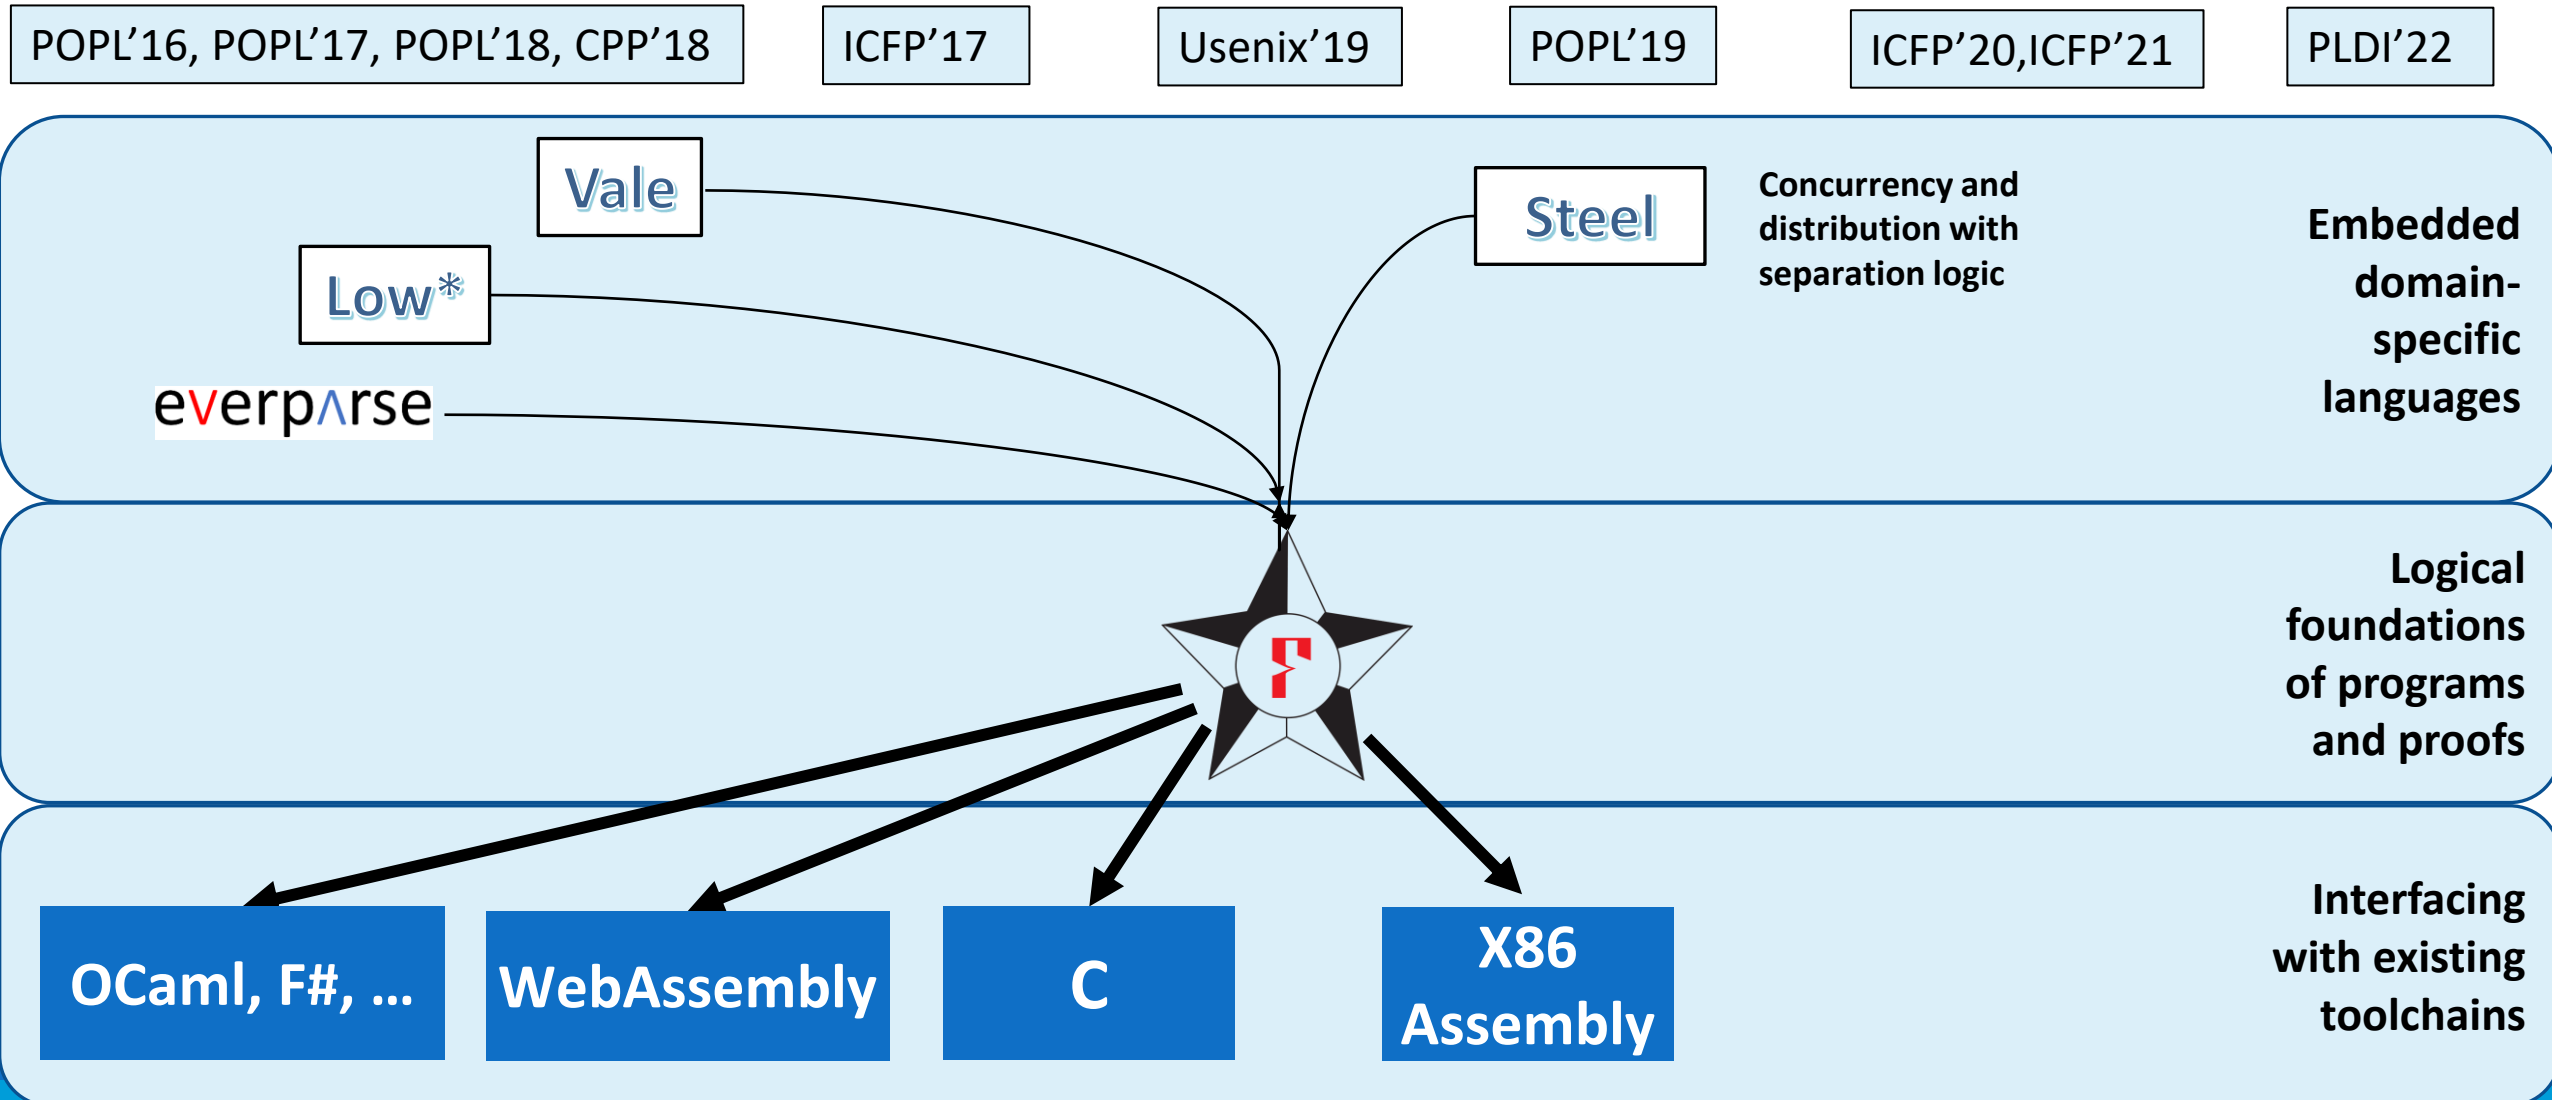 POPL’16, POPL’17, POPL’18, CPP’18
ICFP’17
Usenix’19
POPL’19
ICFP’20,ICFP’21
PLDI’22
Vale
Low*
everpʌrse
Steel
Concurrency and
distribution with
separation logic
Embedded
domain-
specific
languages
F
Logical
foundations
of programs
and proofs
OCaml, F#, ...
WebAssembly
C
X86
Assembly
Interfacing
with existing
toolchains